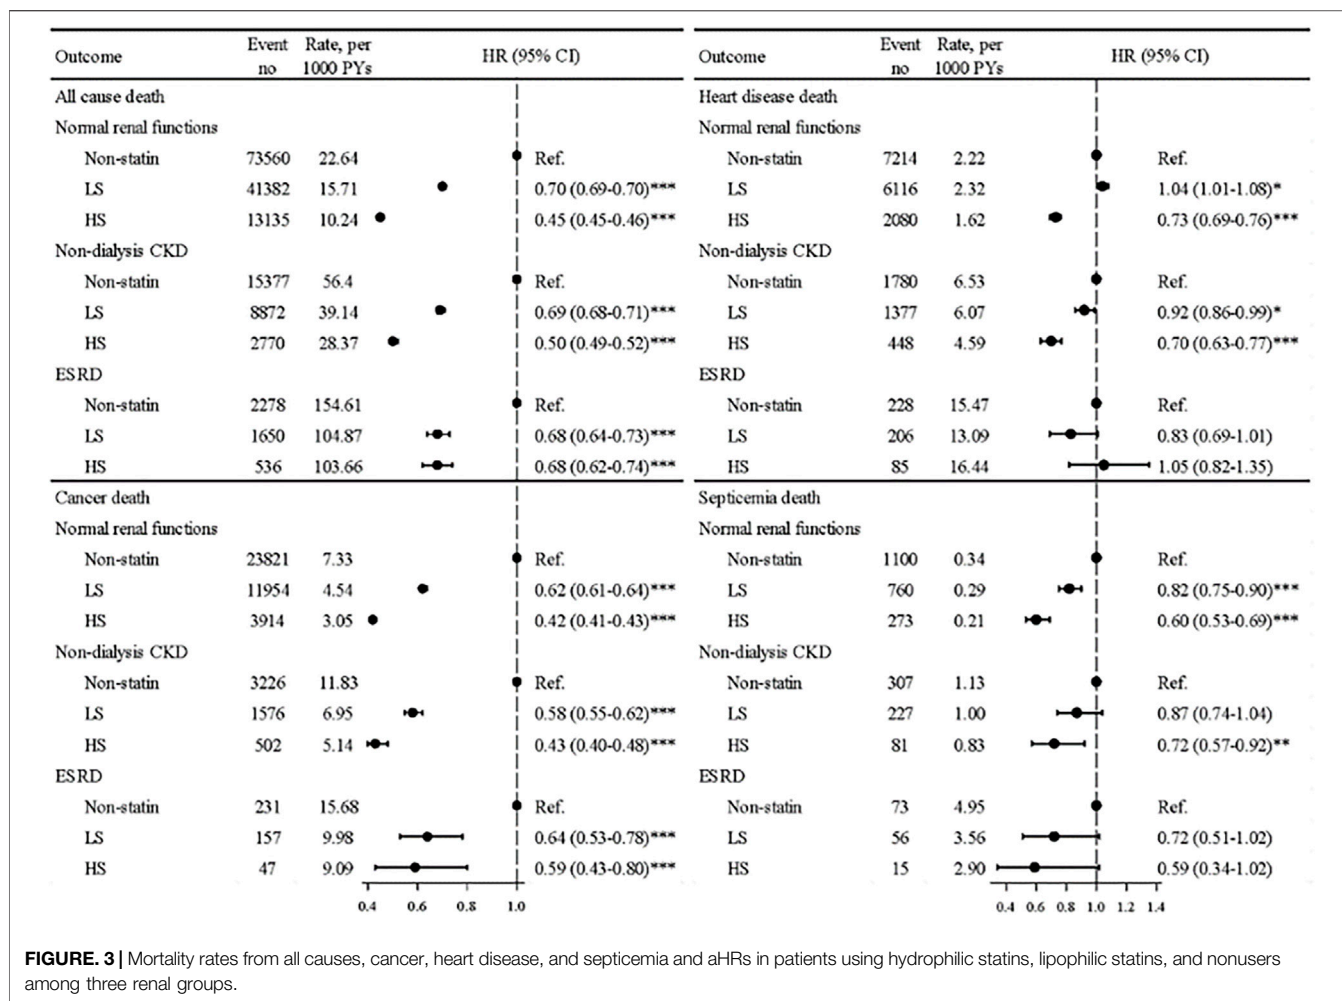 Outcome Event no Rate, per 1000 PYs HR (95% CI)
All cause death
Normal renal functions
Non-statin 73560 22.64 Ref.
LS 41382 15.71 0.70 (0.69-0.70)***
HS 13135 10.24 0.45 (0.45-0.46)***
Non-dialysis CKD
Non-statin 15377 56.4 Ref.
LS 8872 39.14 0.69 (0.68-0.71)***
HS 2770 28.37 0.50 (0.49-0.52)***
ESRD
Non-statin 2278 154.61 Ref.
LS 1650 104.87 0.68 (0.64-0.73)***
HS 536 103.66 0.68 (0.62-0.74)***
Cancer death
Normal renal functions
Non-statin 23821 7.33 Ref.
LS 11954 4.54 0.62 (0.61-0.64)***
HS 3914 3.05 0.42 (0.41-0.43)***
Non-dialysis CKD
Non-statin 3226 11.83 Ref.
LS 1576 6.95 0.58 (0.55-0.62)***
HS 502 5.14 0.43 (0.40-0.48)***
ESRD
Non-statin 231 15.68 Ref.
LS 157 9.98 0.64 (0.53-0.78)***
HS 47 9.09 0.59 (0.43-0.80)***
0.4 0.6 0.8 1.0
Outcome Event no Rate, per 1000 PYs HR (95% CI)
Heart disease death
Normal renal functions
Non-statin 7214 2.22 Ref.
LS 6116 2.32 1.04 (1.01-1.08)*
HS 2080 1.62 0.73 (0.69-0.76)***
Non-dialysis CKD
Non-statin 1780 6.53 Ref.
LS 1377 6.07 0.92 (0.86-0.99)*
HS 448 4.59 0.70 (0.63-0.77)***
ESRD
Non-statin 228 15.47 Ref.
LS 206 13.09 0.83 (0.69-1.01)
HS 85 16.44 1.05 (0.82-1.35)
Septicemia death
Normal renal functions
Non-statin 1100 0.34 Ref.
LS 760 0.29 0.82 (0.75-0.90)***
HS 273 0.21 0.60 (0.53-0.69)***
Non-dialysis CKD
Non-statin 307 1.13 Ref.
LS 227 1.00 0.87 (0.74-1.04)
HS 81 0.83 0.72 (0.57-0.92)**
ESRD
Non-statin 73 4.95 Ref.
LS 56 3.56 0.72 (0.51-1.02)
HS 15 2.90 0.59 (0.34-1.02)
0.4 0.6 0.8 1.0 1.2 1.4
FIGURE. 3 | Mortality rates from all causes, cancer, heart disease, and septicemia and aHRs in patients using hydrophilic statins, lipophilic statins, and nonusers
among three renal groups.